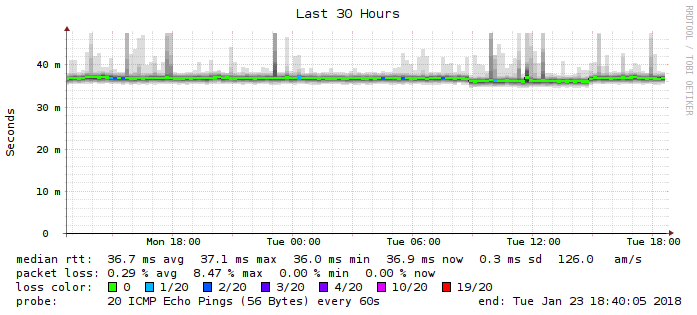 Last 30 Hours
RRDTOOL / TOBI OETIKER
Seconds
40 m
30 m
20 m
10 m
0
Mon 18:00 Tue 00:00 Tue 06:00 Tue 12:00 Tue 18:00
median rtt: 36.7 ms avg 37.1 ms max 36.0 ms min 36.9 ms now 0.3 ms sd 126.0 am/s
packet loss: 0.29 % avg 8.47 % max 0.00 % min 0.00 % now
loss color: 0 1/20 2/20 3/20 4/20 10/20 19/20
probe: 20 ICMP Echo Pings (56 Bytes) every 60s end: Tue Jan 23 18:40:05 2018